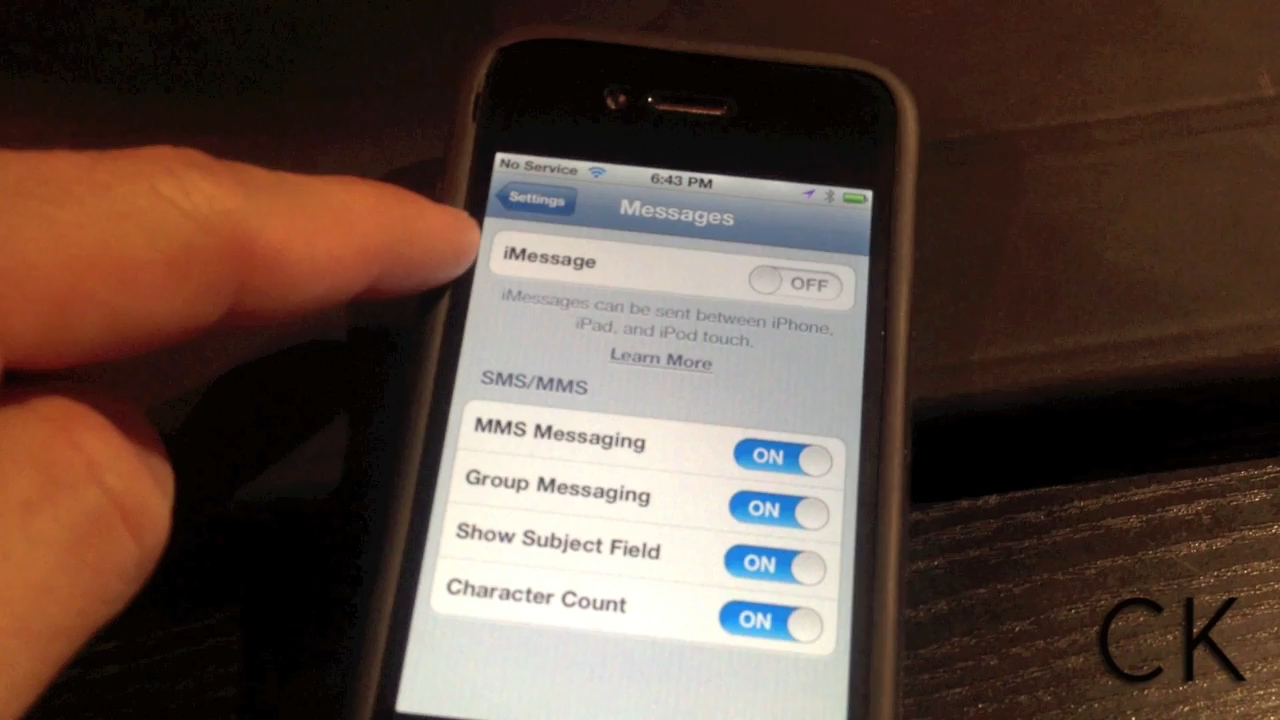 No Service 6:43 PM
Settings Messages
iMessage OFF
iMessages can be sent between iPhone,
iPad, and iPod touch.
Learn More
SMS/MMS
MMS Messaging ON
Group Messaging ON
Show Subject Field ON
Character Count ON
CK